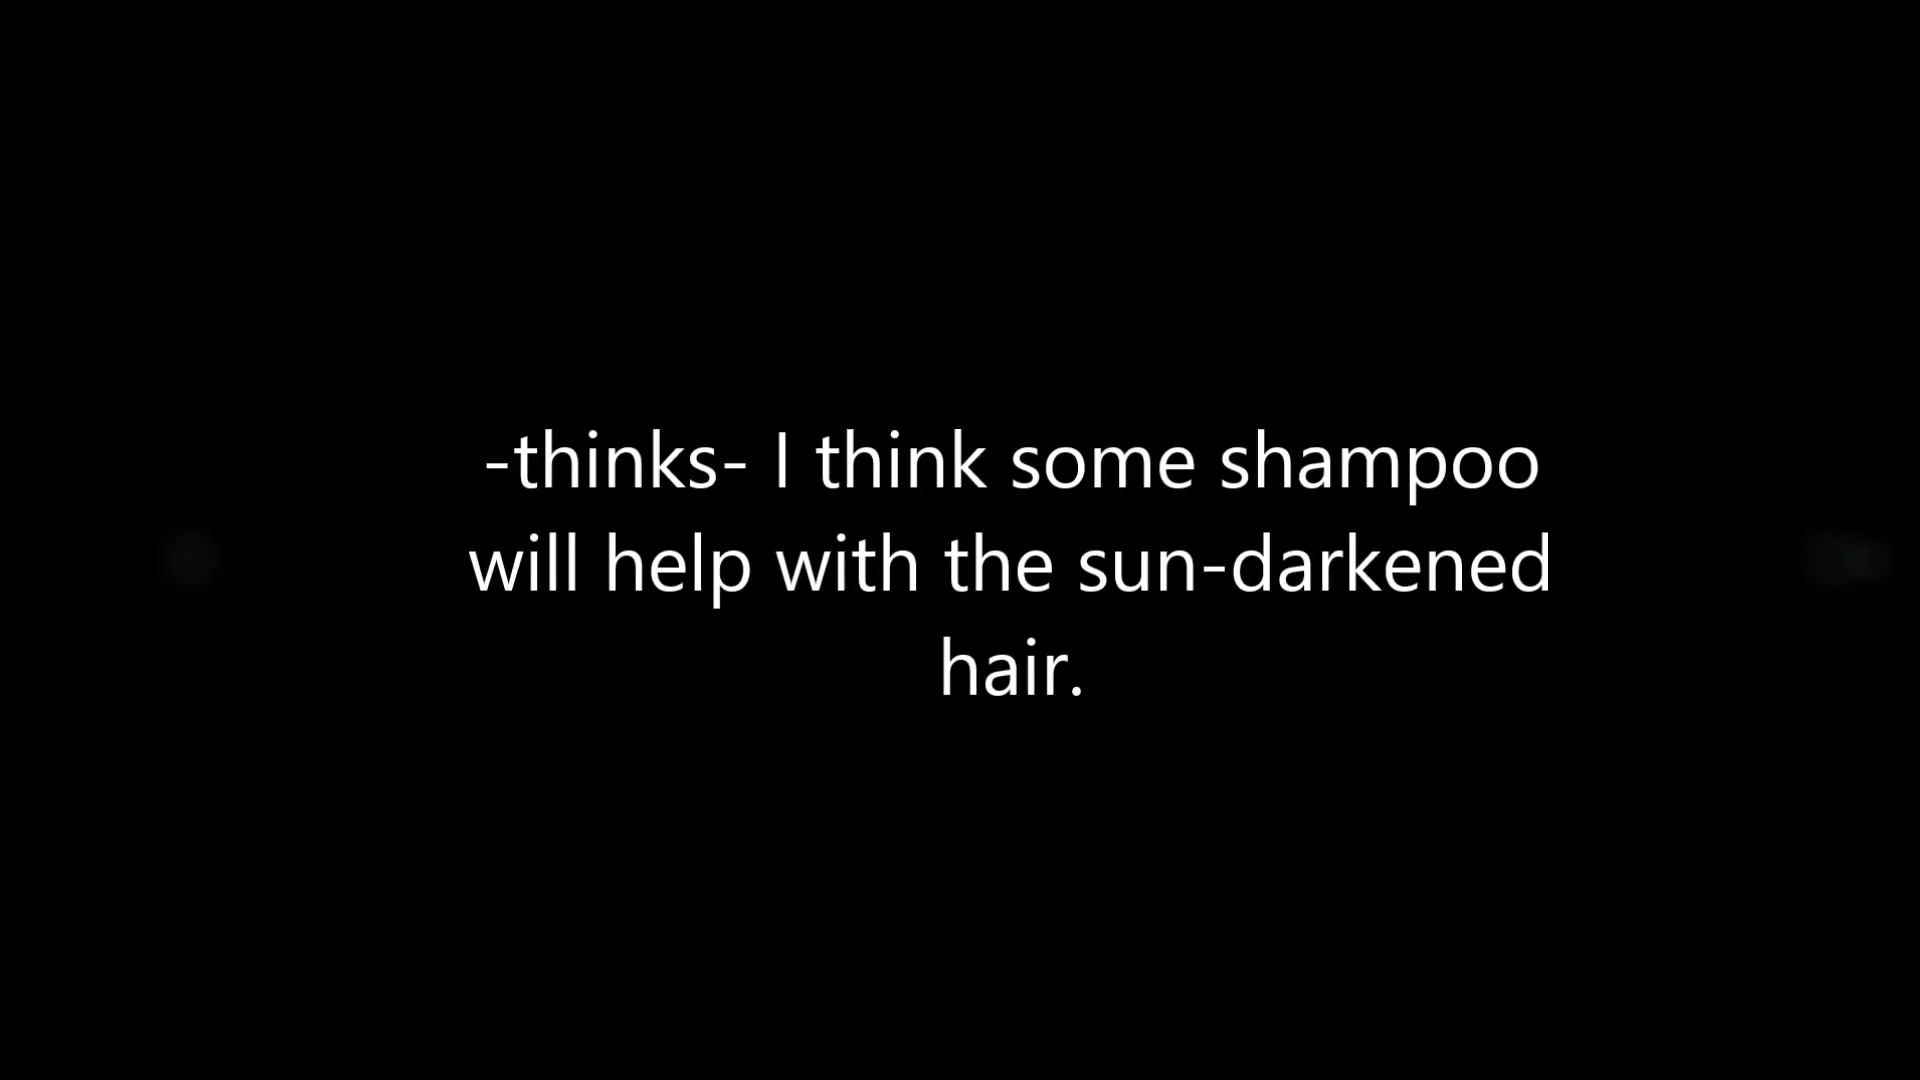 -thinks- I think some shampoo
will help with the sun-darkened
hair.